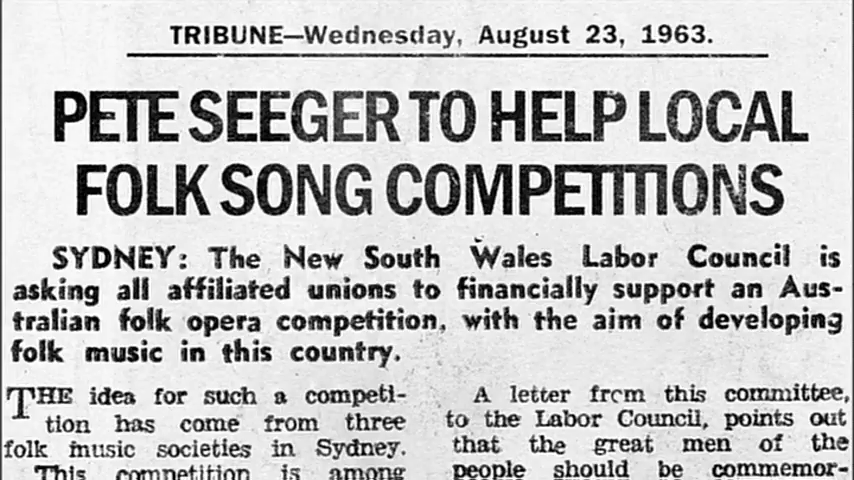 TRIBUNE—Wednesday, August 23, 1963.
PETE SEEGER TO HELP LOCAL
FOLK SONG COMPETITIONS
SYDNEY: The New South Wales Labor Council is
asking all affiliated unions to financially support an Aus-
tralian folk opera competition, with the aim of developing
folk music in this country.
THE idea for such a competi-
tion has come from three
folk music societies in Sydney.
This competition is among
A letter from this committee,
to the Labor Council, points out
that the great men of the
people should be commemor-